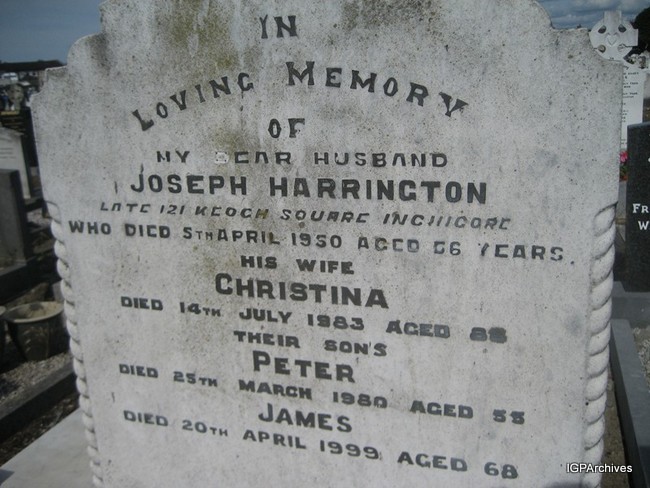 IN
LOVING MEMORY
OF
MY DEAR HUSBAND
JOSEPH HARRINGTON
LATE 121 KEOGH SQUARE INCHICORE
WHO DIED 5TH APRIL 1950 AGED 56 YEARS.
HIS WIFE
CHRISTINA
DIED 14TH JULY 1983 AGED 88
THEIR SON'S
PETER
DIED 25TH MARCH 1980 AGED 55
JAMES
DIED 20TH APRIL 1999 AGED 68
IGPArchives